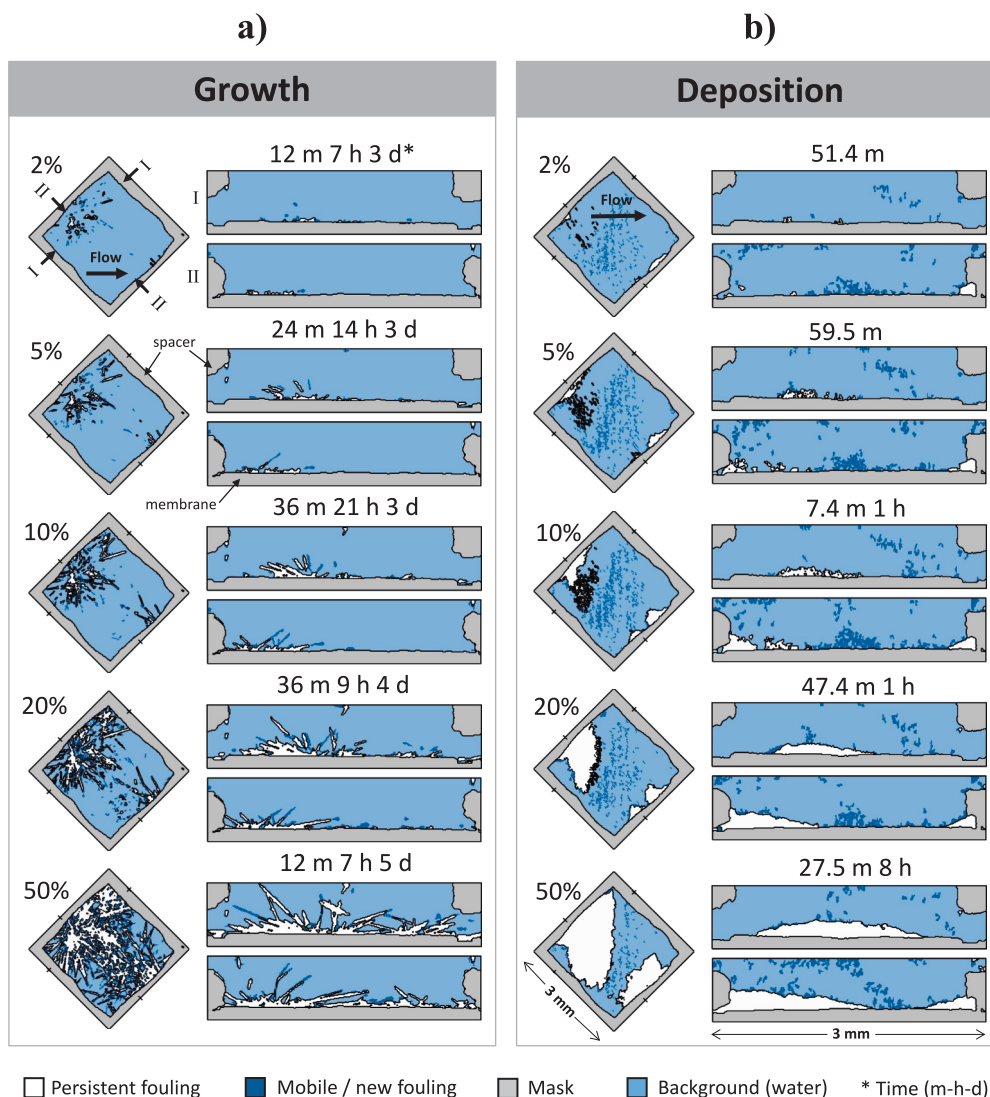 a)
b)
Growth
Deposition
2%
12 m 7 h 3 d*
I
II
I
II
Flow
I
II
5%
24 m 14 h 3 d
spacer
membrane
10%
36 m 21 h 3 d
20%
36 m 9 h 4 d
50%
12 m 7 h 5 d
2%
51.4 m
Flow
5%
59.5 m
10%
7.4 m 1 h
20%
47.4 m 1 h
50%
27.5 m 8 h
3 mm
3 mm
Persistent fouling
Mobile / new fouling
Mask
Background (water)
* Time (m-h-d)